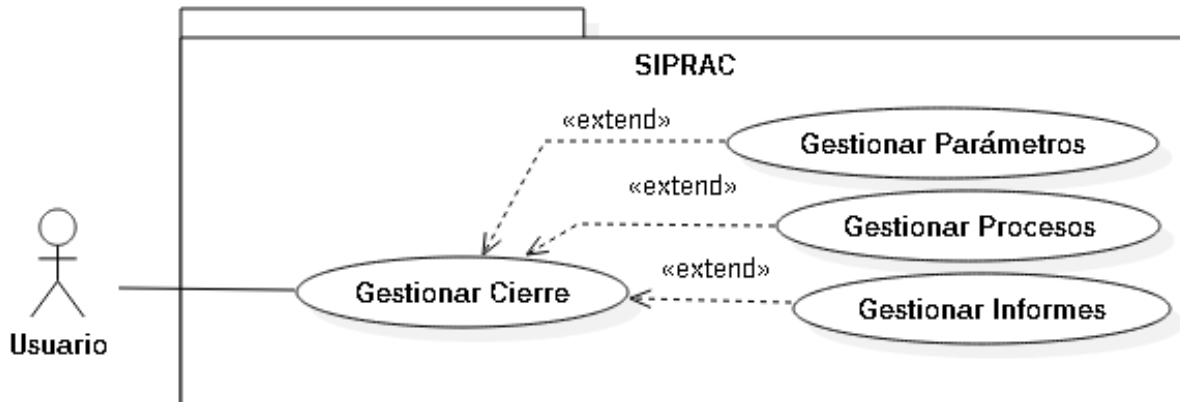 SIPRAC
«extend»
Gestionar Parámetros
«extend»
Gestionar Procesos
«extend»
Gestionar Cierre
Gestionar Informes
Usuario